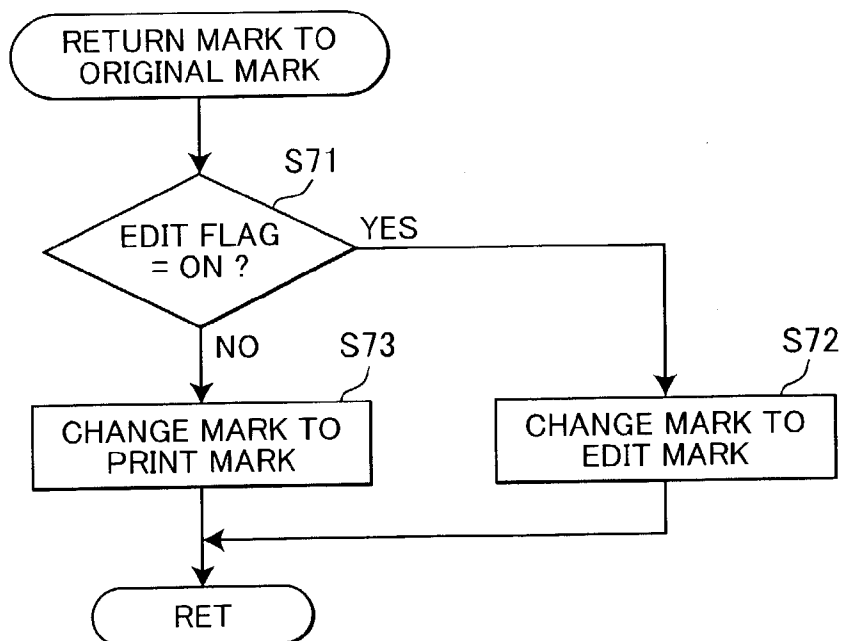 RETURN MARK TO
ORIGINAL MARK
S71
EDIT FLAG
= ON ?
YES
NO
S73
S72
CHANGE MARK TO
PRINT MARK
CHANGE MARK TO
EDIT MARK
RET